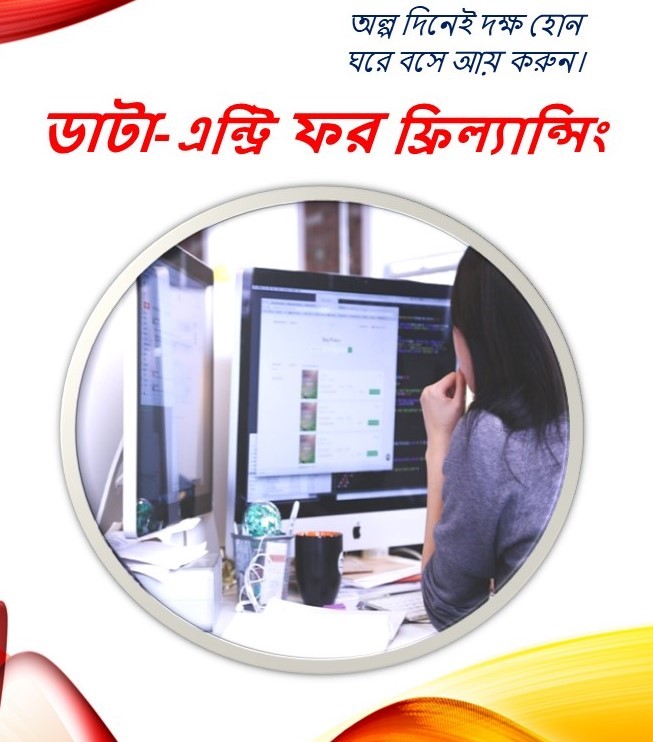 অল্প দিনেই দক্ষ হোন
ঘরে বসে আয় করুন।
ডাটা-এন্ট্রি ফর ফ্রিল্যান্সিং